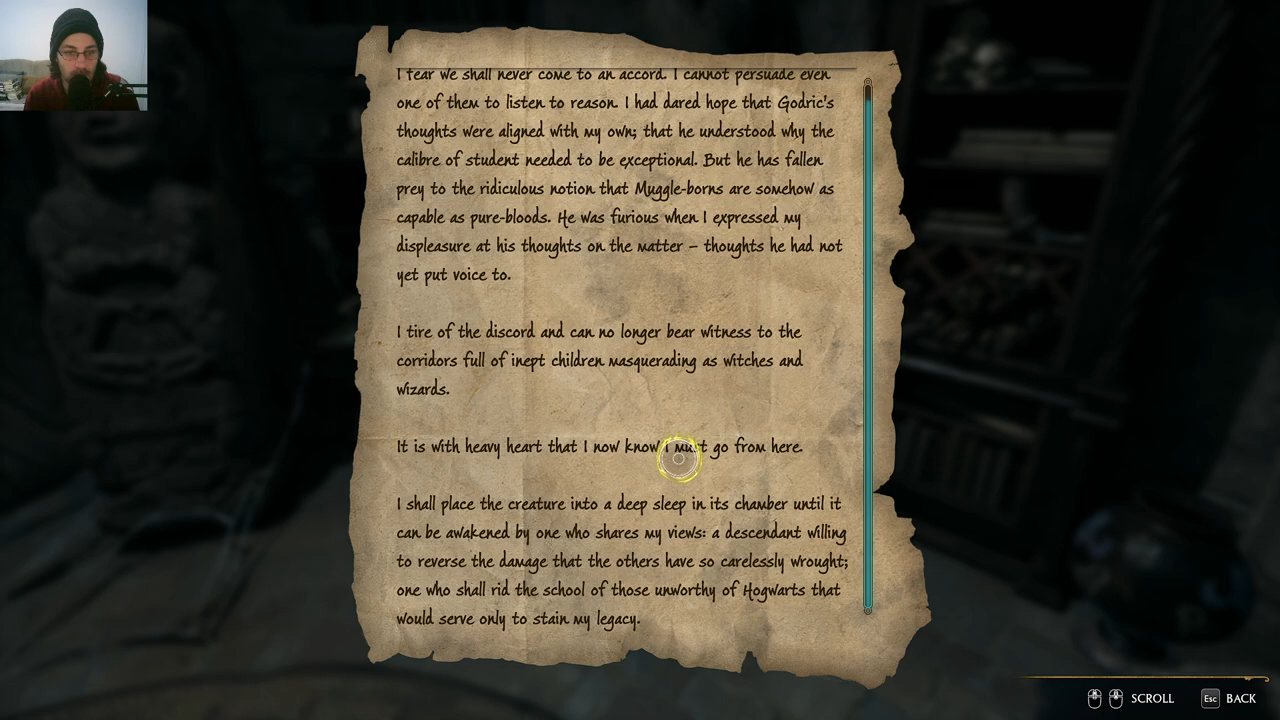 I fear we shall never come to an accord. I cannot persuade even
one of them to listen to reason. I had dared hope that Godric's
thoughts were aligned with my own; that he understood why the
calibre of student needed to be exceptional. But he has fallen
prey to the ridiculous notion that Muggle-borns are somehow as
capable as pure-bloods. He was furious when I expressed my
displeasure at his thoughts on the matter – thoughts he had not
yet put voice to.
I tire of the discord and can no longer bear witness to the
corridors full of inept children masquerading as witches and
wizards.
It is with heavy heart that I now know I must go from here.
I shall place the creature into a deep sleep in its chamber until it
can be awakened by one who shares my views: a descendant willing
to reverse the damage that the others have so carelessly wrought;
one who shall rid the school of those unworthy of Hogwarts that
would serve only to stain my legacy.
SCROLL
Esc BACK